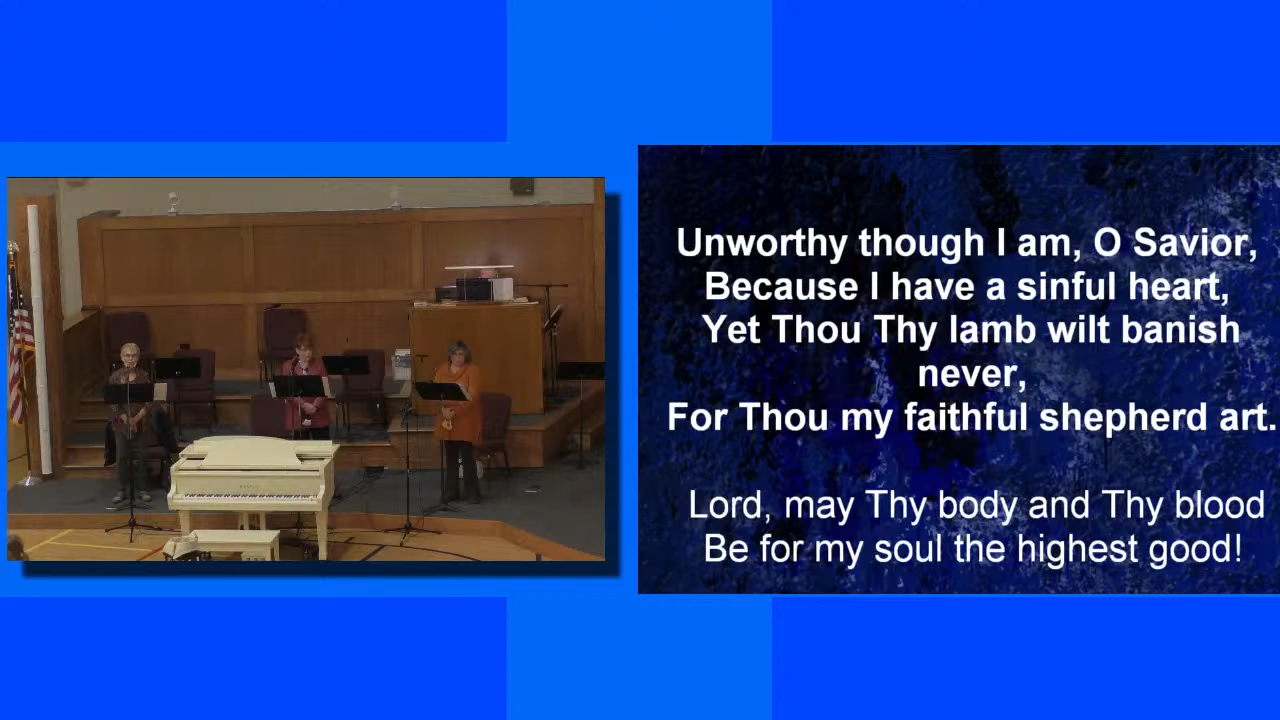 Unworthy though I am, O Savior,
Because I have a sinful heart,
Yet Thou Thy lamb wilt banish
never,
For Thou my faithful shepherd art.
Lord, may Thy body and Thy blood
Be for my soul the highest good!